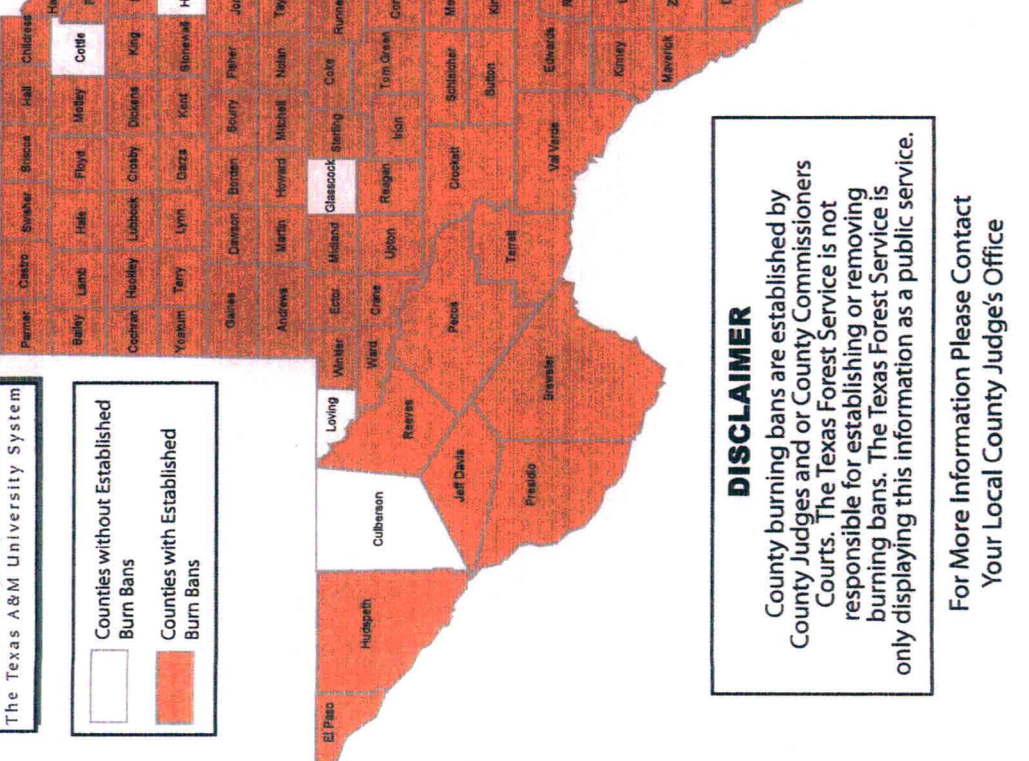 The Texas A&M University System
Counties without Established
Burn Bans
Counties with Established
Burn Bans
Parmer Castro Swisher Briscoe Hall Childress
Bailey Lamb Hale Floyd Motley Cottle
Cochran Hockley Lubbock Crosby Dickens King
Yoakum Terry Lynn Garza Kent Stonewall
Gaines Dawson Borden Scurry Fisher
Andrews Martin Howard Mitchell Nolan
El Paso Hudspeth Culberson Loving Winkler Ector Midland Glasscock Sterling Coke
Reeves Ward Crane Upton Reagan Irion Tom Green
Jeff Davis Pecos Crockett Schleicher
Terrell Sutton
Presidio Brewster Val Verde Edwards
Kinney
Maverick
DISCLAIMER
County burning bans are established by
County Judges and or County Commissioners
Courts. The Texas Forest Service is not
responsible for establishing or removing
burning bans. The Texas Forest Service is
only displaying this information as a public service.
For More Information Please Contact
Your Local County Judge's Office